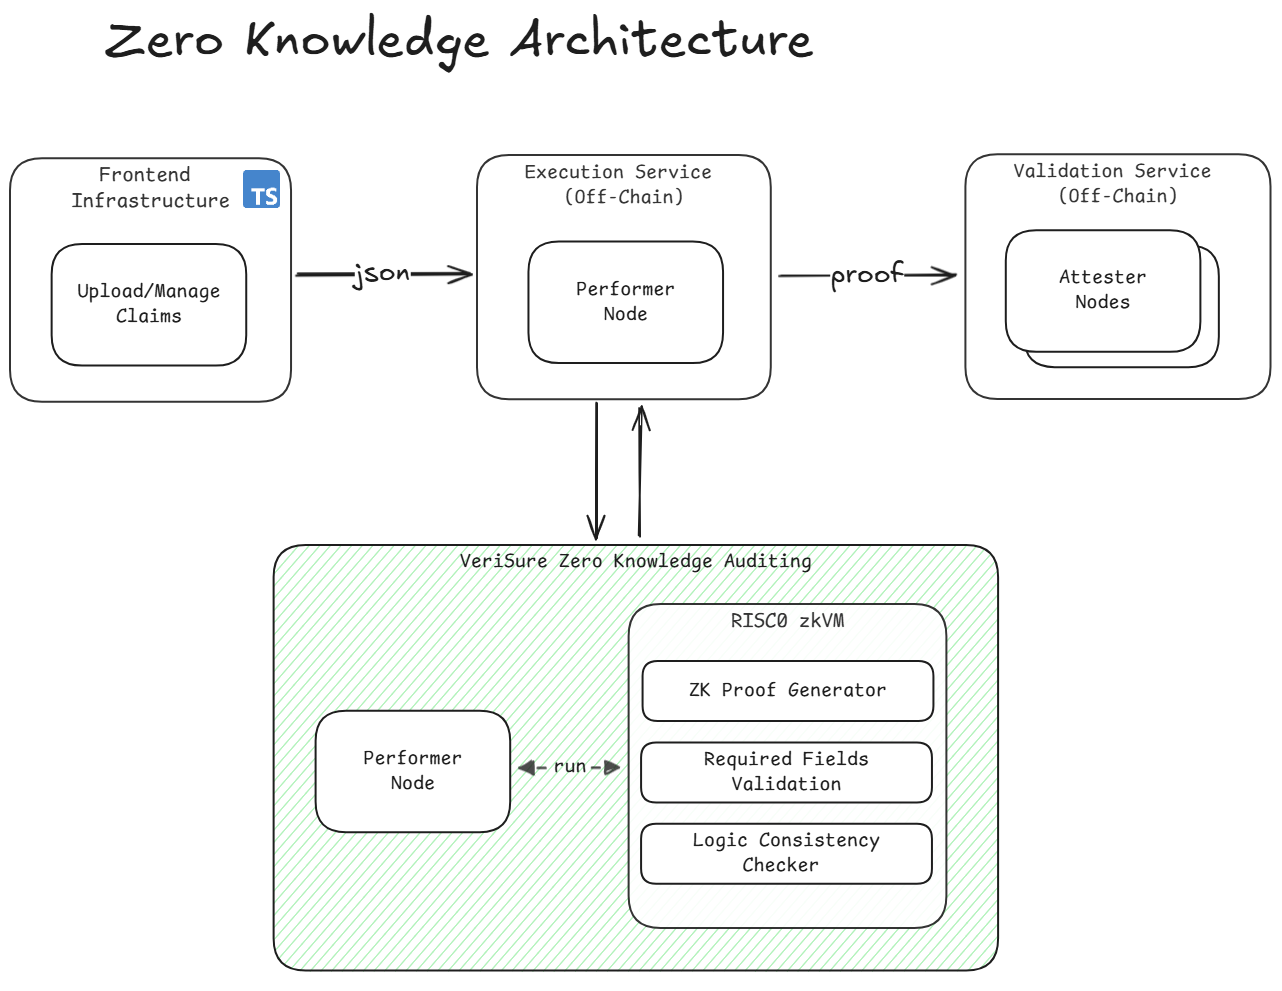 Zero Knowledge Architecture
Frontend
Infrastructure
TS
Upload/Manage
Claims
json
Execution Service
(Off-Chain)
Performer
Node
proof
Validation Service
(Off-Chain)
Attester
Nodes
VeriSure Zero Knowledge Auditing
Performer
Node
run
RISC0 zkVM
ZK Proof Generator
Required Fields
Validation
Logic Consistency
Checker